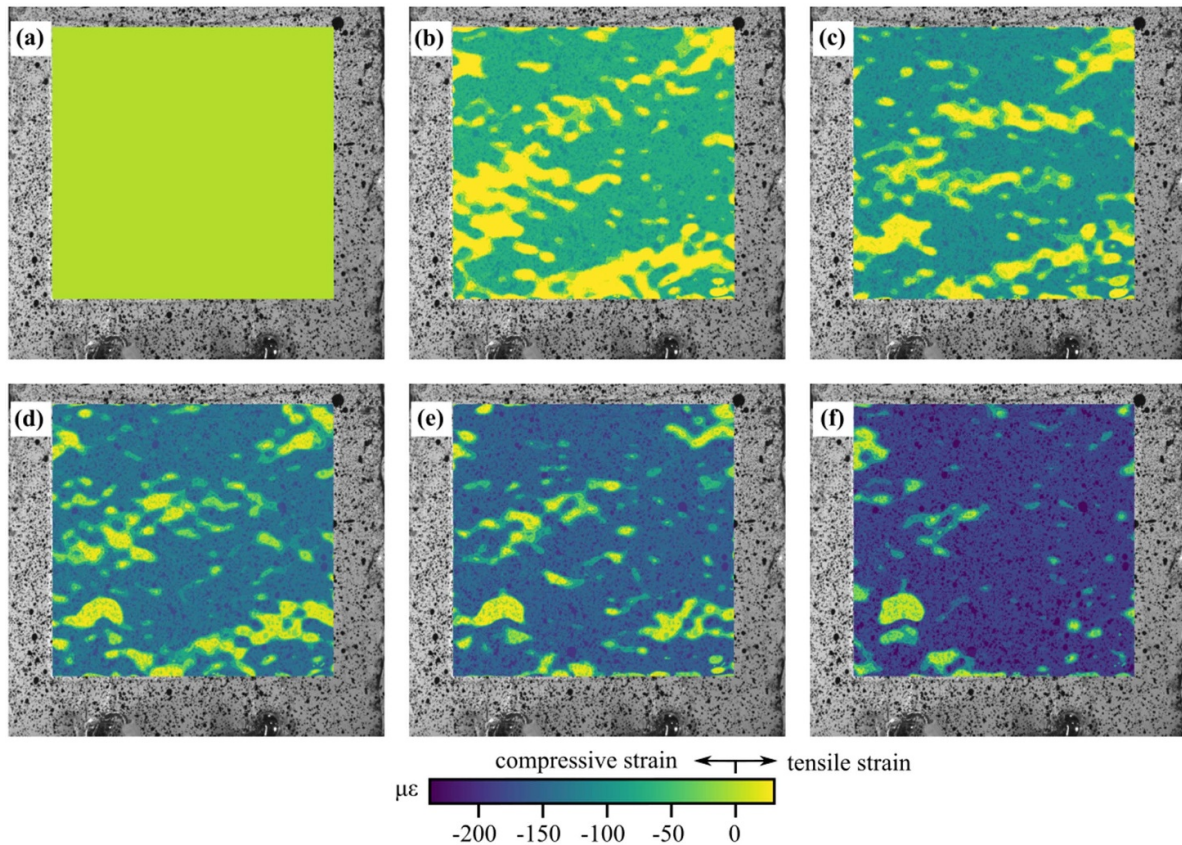 (a)
(b)
(c)
(d)
(e)
(f)
compressive strain
tensile strain
με
-200
-150
-100
-50
0